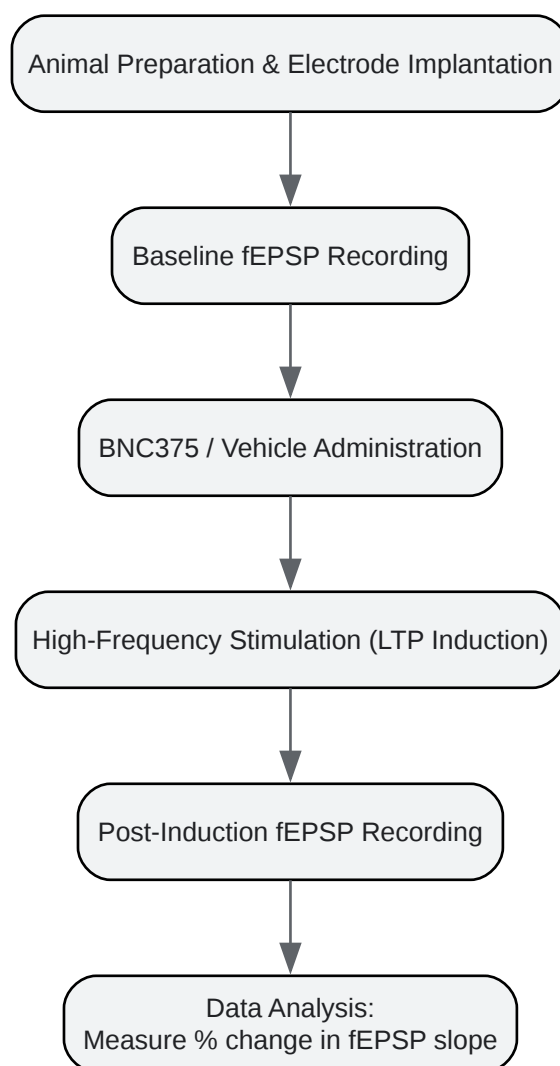 Animal Preparation & Electrode Implantation
Baseline fEPSP Recording
BNC375 / Vehicle Administration
High-Frequency Stimulation (LTP Induction)
Post-Induction fEPSP Recording
Data Analysis:
Measure % change in fEPSP slope